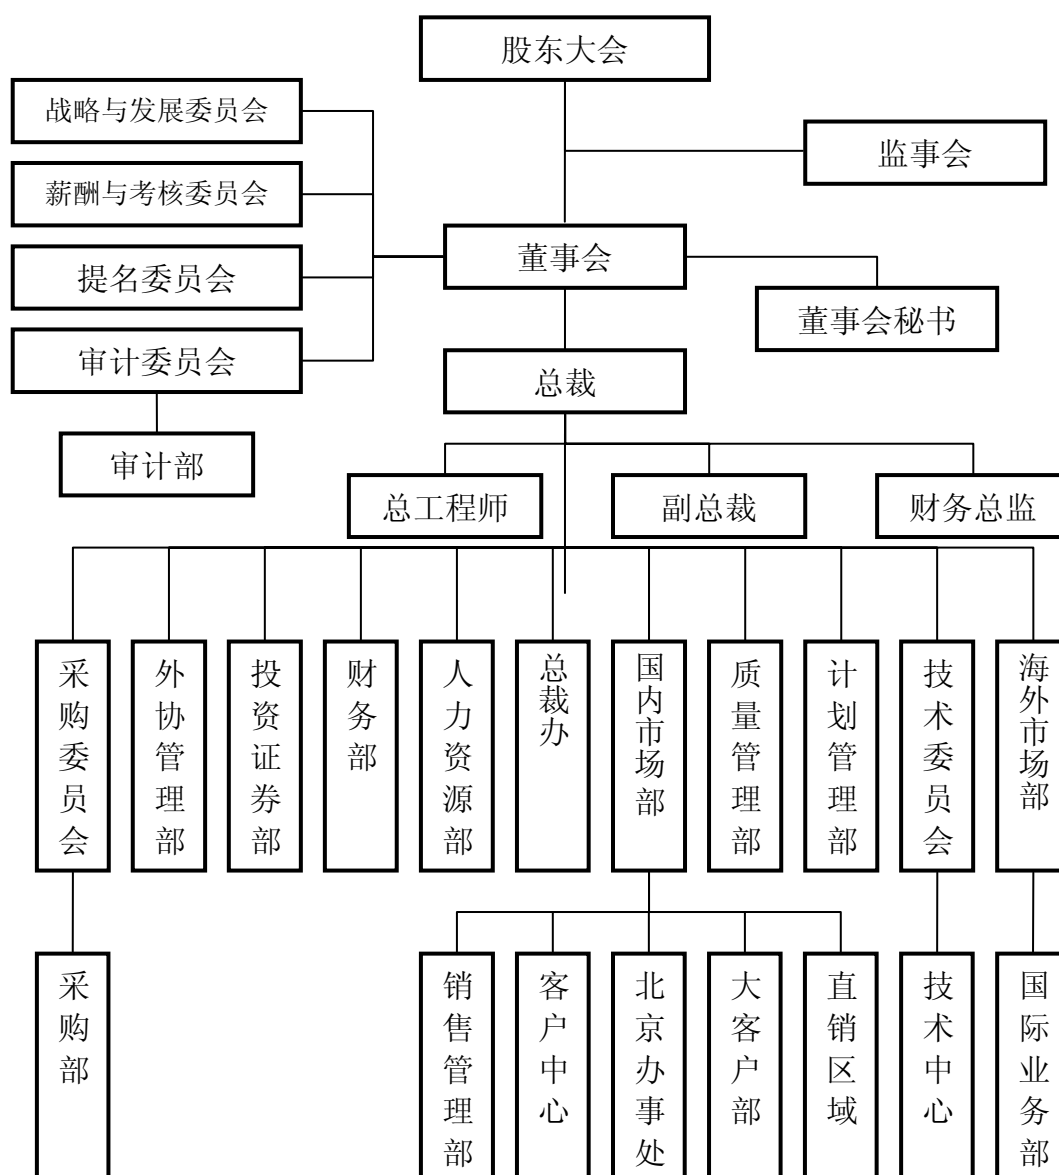 股东大会
战略与发展委员会
监事会
薪酬与考核委员会
董事会
提名委员会
董事会秘书
审计委员会
总裁
审计部
总工程师
副总裁
财务总监
采购委员会
外协管理部
投资证券部
财务部
人力资源部
总裁办
国内市场部
质量管理部
计划管理部
技术委员会
海外市场部
采购部
销售管理部
客户中心
北京办事处
大客户部
直销区域
技术中心
国际业务部